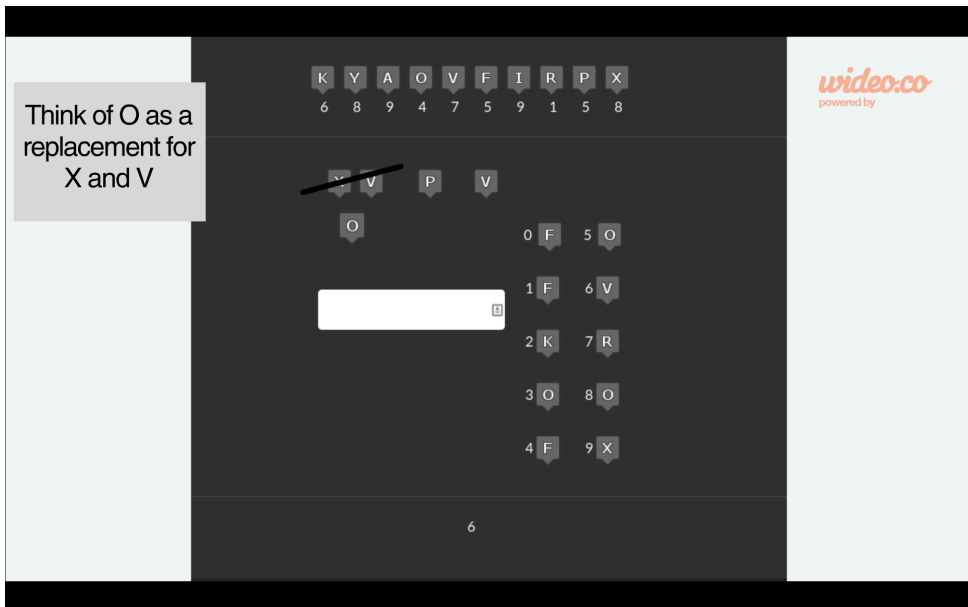 K Y A O V F I R P X
6 8 9 4 7 5 9 1 5 8
wideo.co
powered by
Think of O as a
replacement for
X and V
X V P V
O
0 F 5 O
1 F 6 V
2 K 7 R
3 O 8 O
4 F 9 X
6